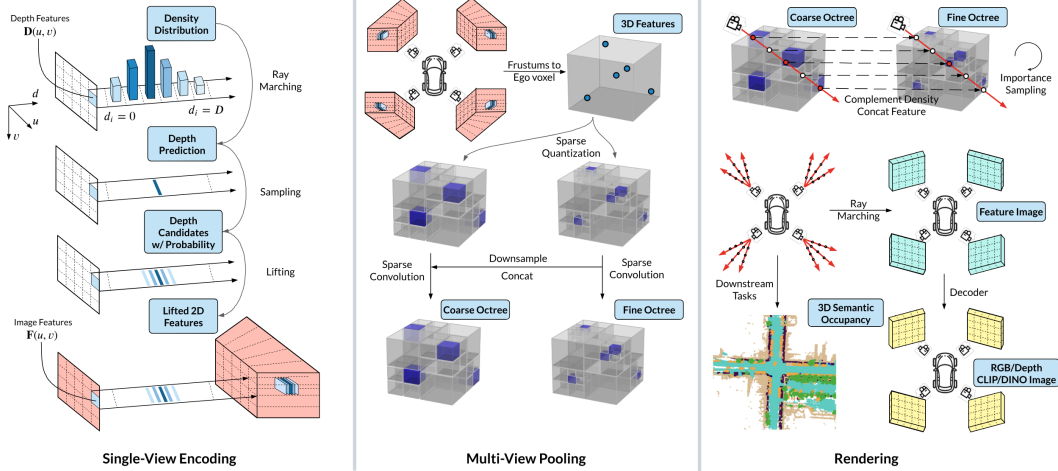 Depth Features
D(u, v)
Density
Distribution
Ray
Marching
d
u
v
d_i = 0
d_i = D
Depth
Prediction
Sampling
Depth
Candidates
w/ Probability
Lifting
Lifted 2D
Features
Image Features
F(u, v)
Single-View Encoding
3D Features
Frustums to
Ego voxel
Sparse
Quantization
Sparse
Convolution
Downsample
Concat
Sparse
Convolution
Coarse Octree
Fine Octree
Multi-View Pooling
Coarse Octree
Fine Octree
Importance
Sampling
Complement Density
Concat Feature
Ray
Marching
Feature Image
Downstream
Tasks
Decoder
3D Semantic
Occupancy
RGB/Depth
CLIP/DINO Image
Rendering